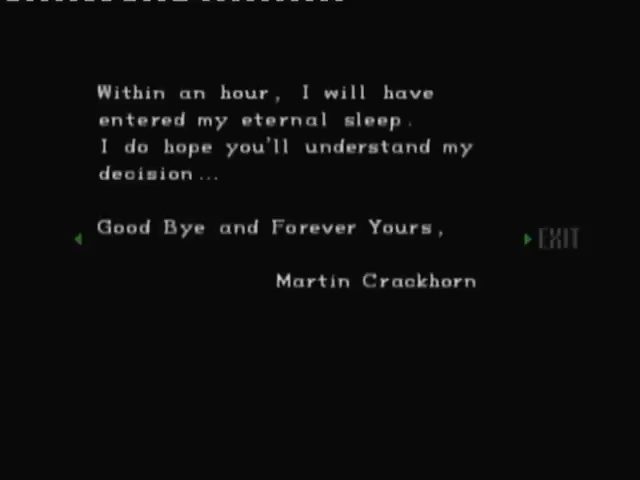 Within an hour, I will have
entered my eternal sleep.
I do hope you'll understand my
decision...
Good Bye and Forever Yours,
EXIT
Martin Crackhorn